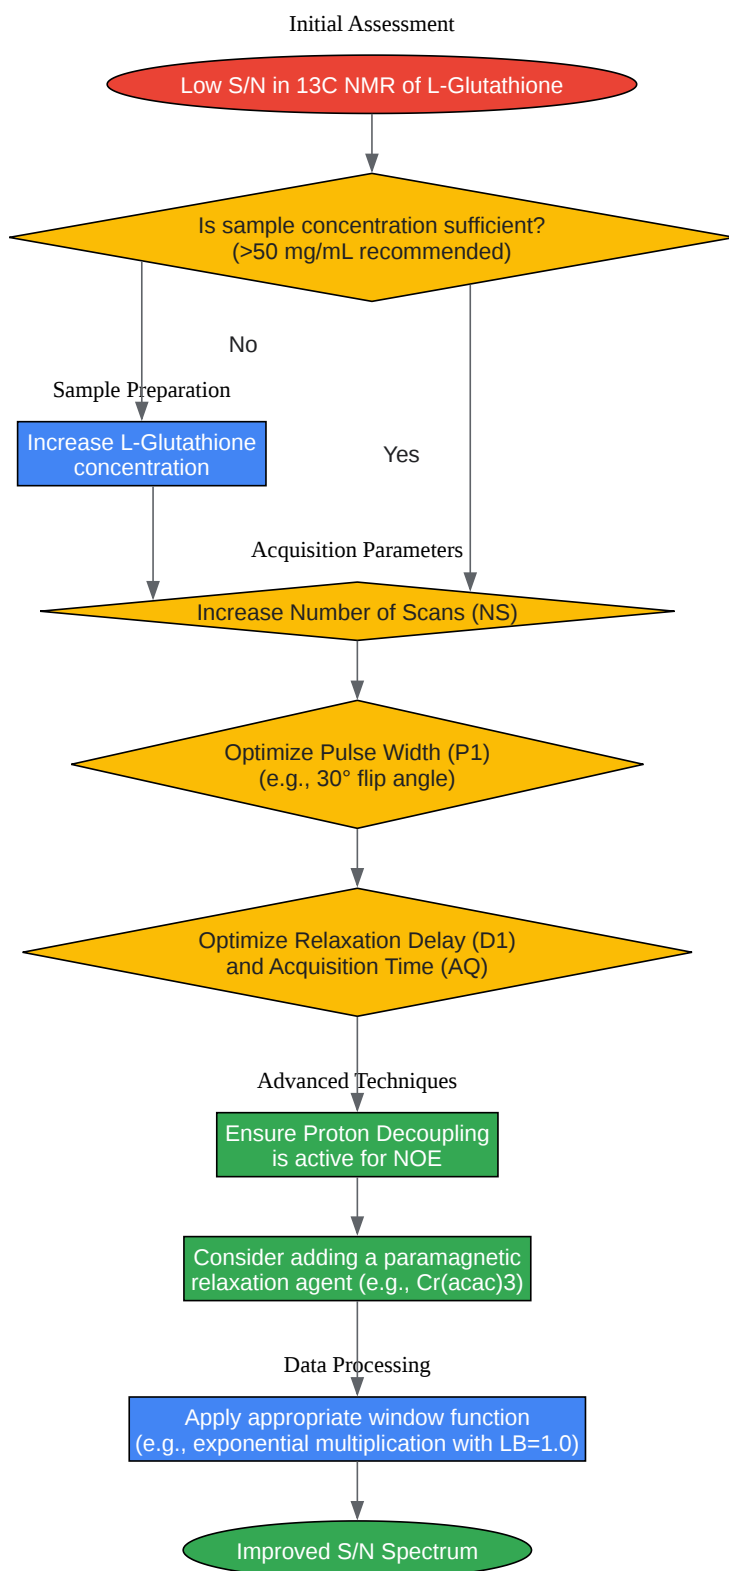 Initial Assessment
Low S/N in 13C NMR of L-Glutathione
Is sample concentration sufficient?
(>50 mg/mL recommended)
No
Sample Preparation
Increase L-Glutathione
concentration
Yes
Acquisition Parameters
Increase Number of Scans (NS)
Optimize Pulse Width (P1)
(e.g., 30° flip angle)
Optimize Relaxation Delay (D1)
and Acquisition Time (AQ)
Advanced Techniques
Ensure Proton Decoupling
is active for NOE
Consider adding a paramagnetic
relaxation agent (e.g., Cr(acac)3)
Data Processing
Apply appropriate window function
(e.g., exponential multiplication with LB=1.0)
Improved S/N Spectrum